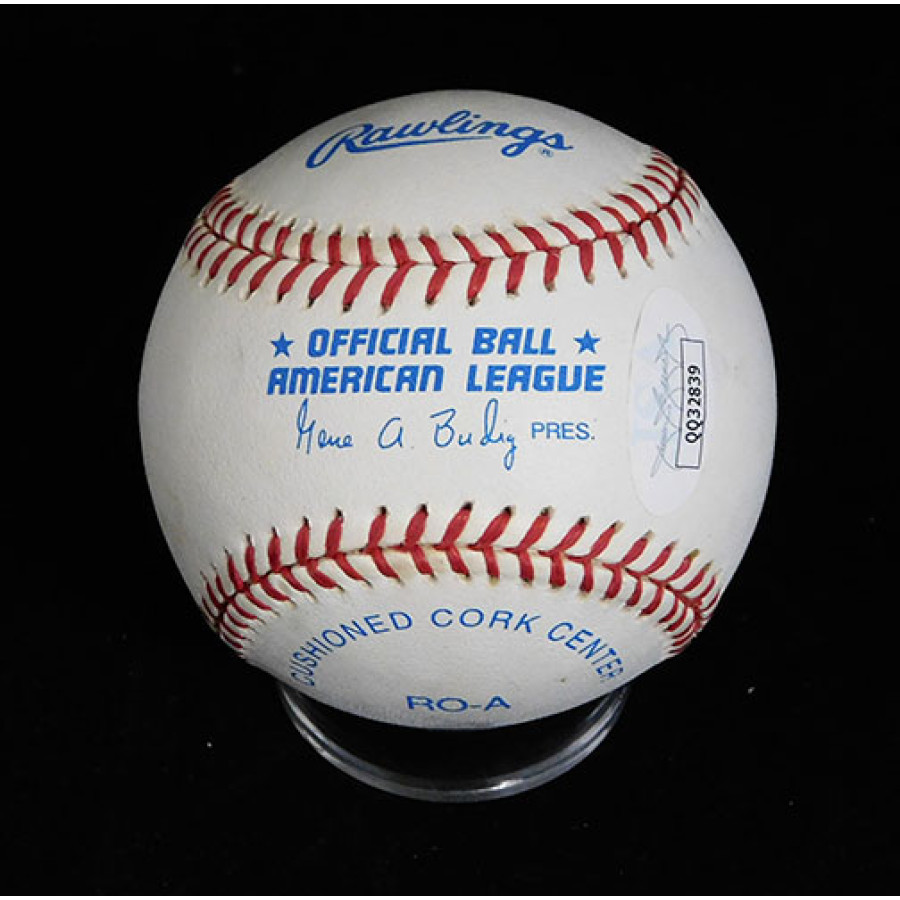 Rawlings®
★ OFFICIAL BALL ★
AMERICAN LEAGUE
Gene A. Budig PRES.
QQ32839
CUSHIONED CORK CENTER
RO-A